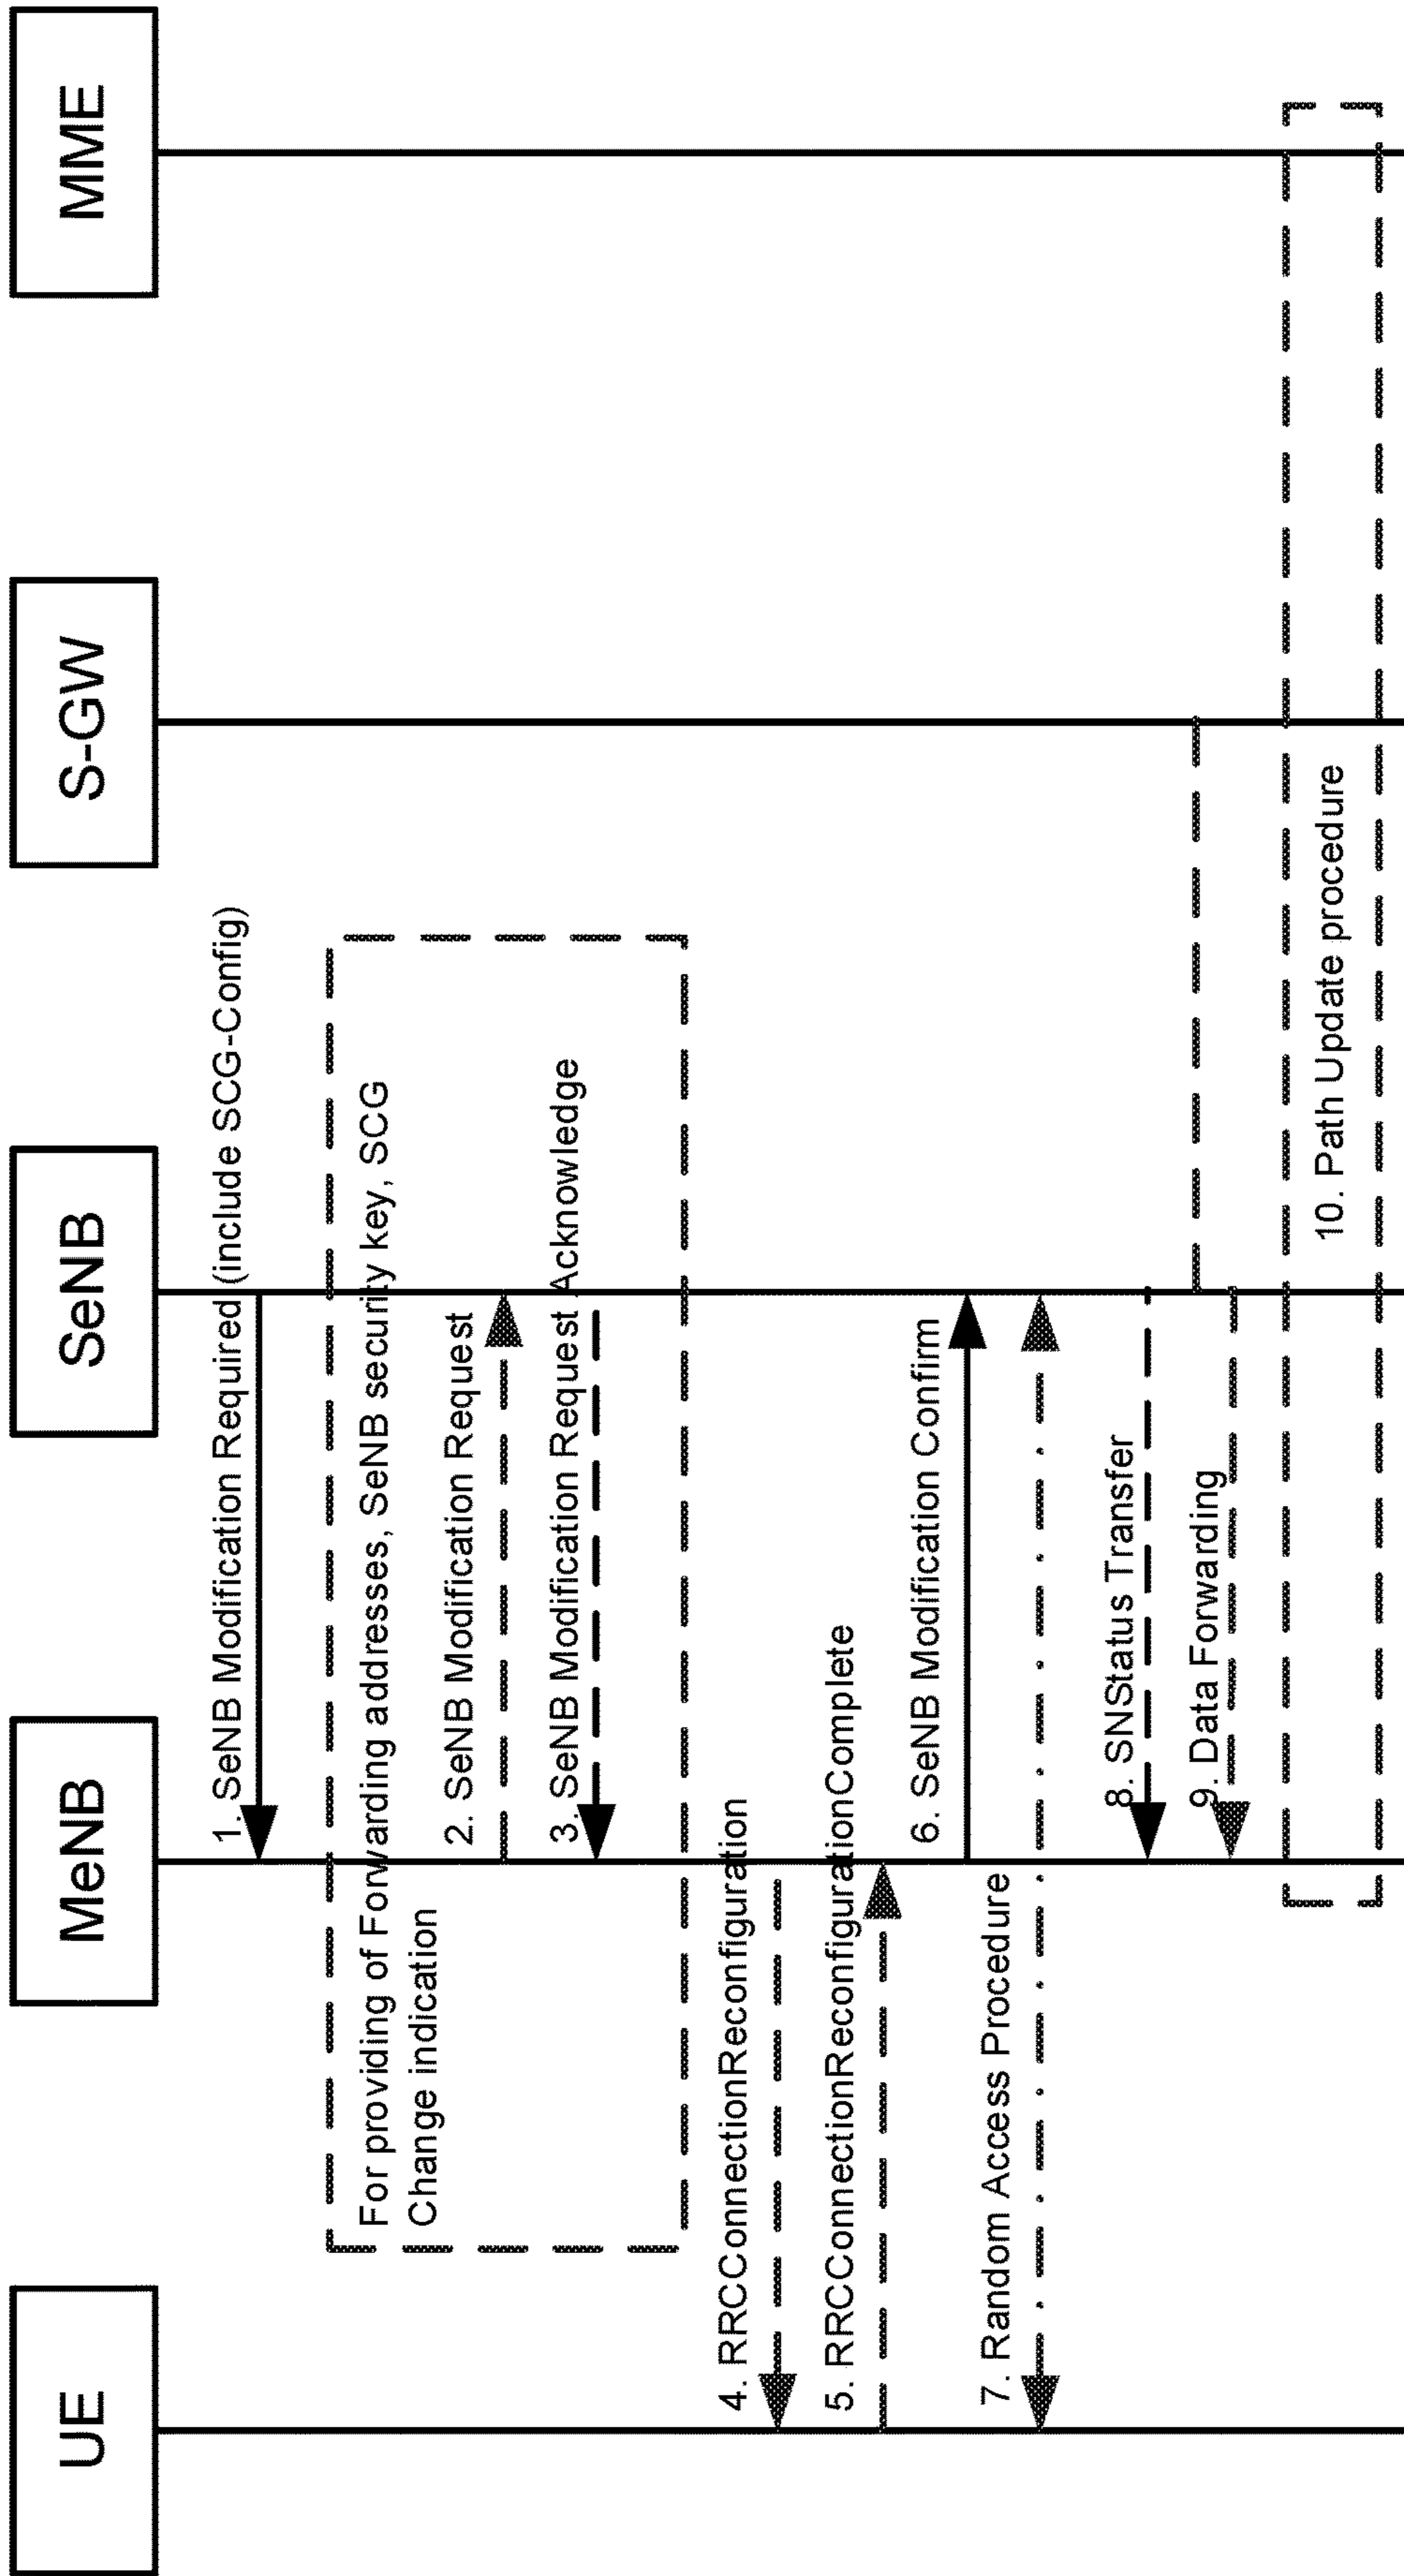 UE
MeNB
SeNB
S-GW
MME
1. SeNB Modification Required (include SCG-Config)
For providing of Forwarding addresses, SeNB security key, SCG
Change indication
2. SeNB Modification Request
3. SeNB Modification Request Acknowledge
4. RRCConnectionReconfiguration
5. RRCConnectionReconfigurationComplete
6. SeNB Modification Confirm
7. Random Access Procedure
8. SNStatus Transfer
9. Data Forwarding
10. Path Update procedure